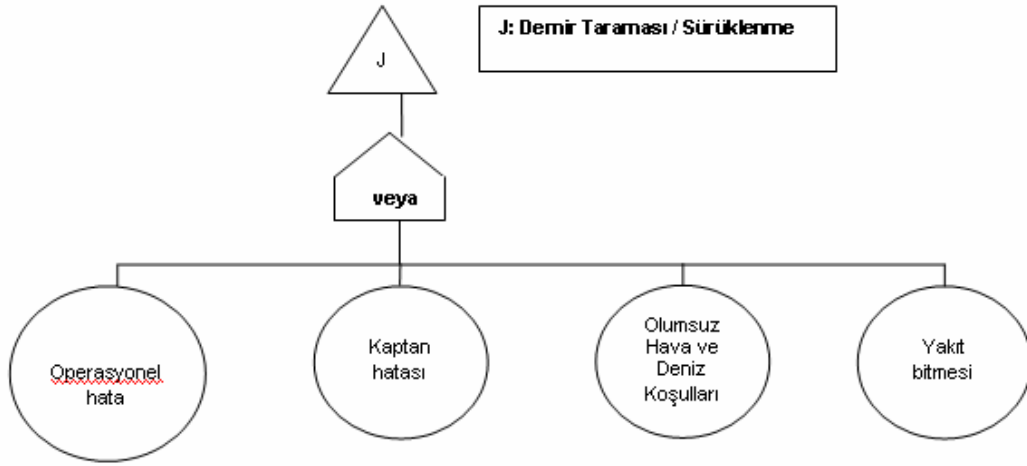 J: Demir Taraması / Sürüklenme
J
veya
Operasyonel
hata
Kaptan
hatası
Olumsuz
Hava ve
Deniz
Koşulları
Yakıt
bitmesi